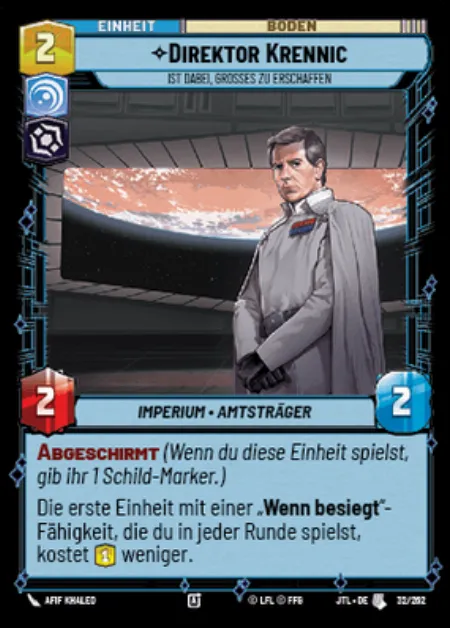 EINHEIT
BODEN
2
DIREKTOR KRENNIC
IST DABEI, GROSSES ZU ERSCHAFFEN
2
IMPERIUM • AMTSTRÄGER
2
ABGESCHIRMT (Wenn du diese Einheit spielst,
gib ihr 1 Schild-Marker.)
Die erste Einheit mit einer „Wenn besiegt“-
Fähigkeit, die du in jeder Runde spielst,
kostet 1 weniger.
AFIF KHALED
A
© LFL © FFG
JTL • DE
32/262